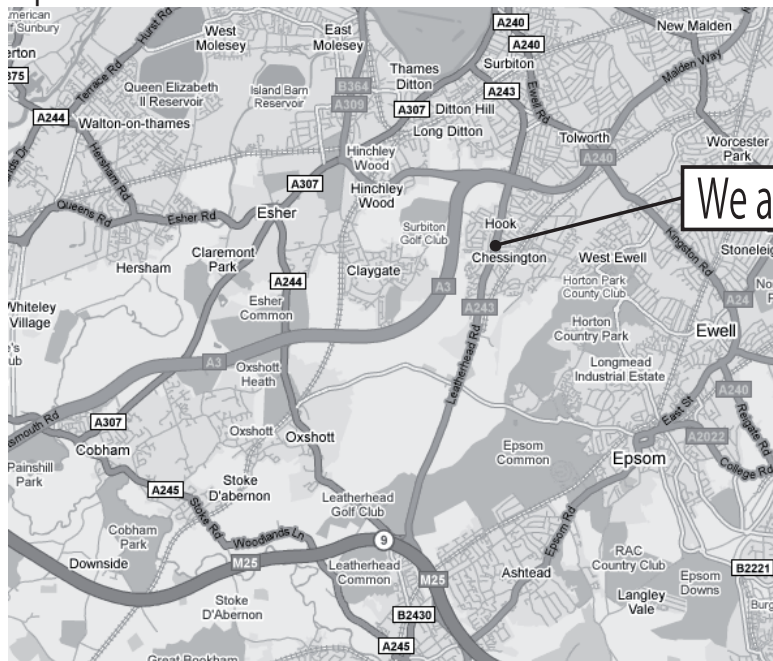 American
Golf Sunbury
Hurst Rd
West
Molesey
East
Molesey
A240
A240
New Malden
Surbiton
Thames
Ditton
Malden Way
Terrace Rd
Queen Elizabeth
II Reservoir
Island Barn
Reservoir
B364
A309
A243
Ewell Rd
A307
Ditton Hill
A244
Walton-on-thames
Long Ditton
Tolworth
Hinchley
Wood
A240
Worcester
Park
Hersham Rd
A307
Hinchley
Wood
We a
Queens Rd
Esher Rd
Esher
Surbiton
Golf Club
Hook
Kingston Rd
Claremont
Park
Hersham
Claygate
Chessington
West Ewell
A244
A3
Horton Park
County Club
A24
Whiteley
Village
Esher
Common
A243
Horton
Country Park
Ewell
A3
Leatherhead Rd
Longmead
Industrial Estate
Oxshott
Heath
A240
East St
Reigate Rd
A307
Oxshott
Oxshott
A2022
Cobham
Epsom
Common
Epsom
College Rd
Painshill
Park
A245
Stoke
D'abernon
Leatherhead
Golf Club
Stoke Rd
Epsom Rd
Cobham
Park
Woodlands Ln
9
RAC
Country Club
Downside
M25
Leatherhead
Common
M25
Ashtead
Epsom
Downs
B2221
Stoke
D'Abernon
Langley
Vale
B2430
A245
Great Bookham